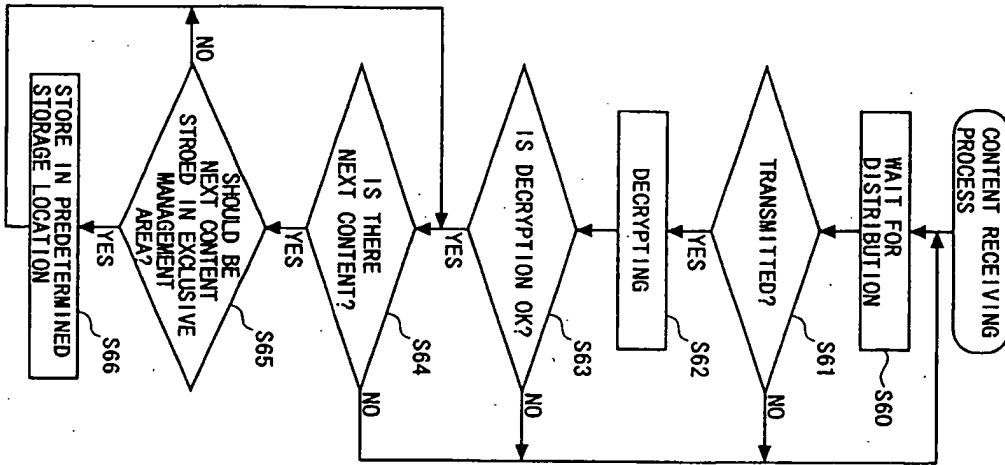 CONTENT RECEIVING
PROCESS
WAIT FOR
DISTRIBUTION
S60
TRANSMITTED?
S61
NO
YES
DECRYPTING
S62
IS DECRYPTION OK?
S63
NO
YES
IS THERE
NEXT CONTENT?
S64
NO
YES
SHOULD BE
NEXT CONTENT
STROED IN EXCLUSIVE
MANAGEMENT
AREA?
S65
NO
YES
STORE IN PREDETERMINED
STORAGE LOCATION
S66